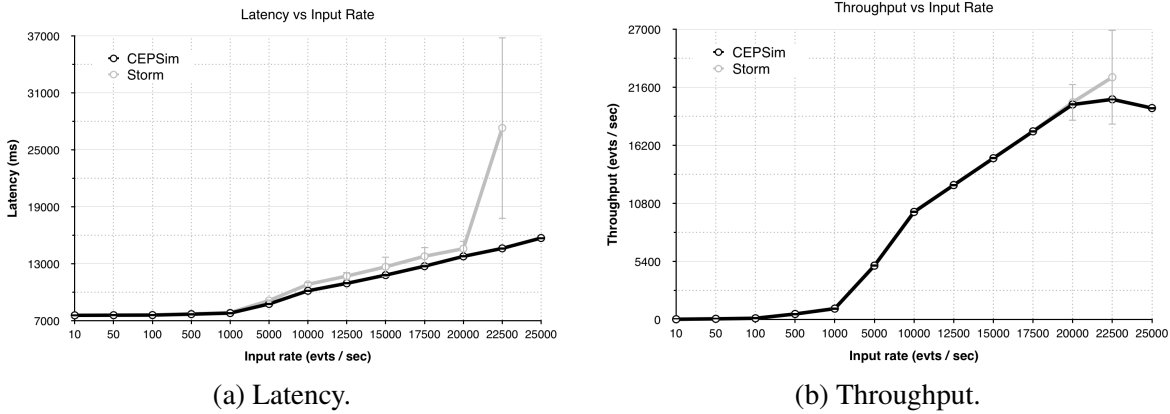 Latency vs Input Rate
37000
31000
25000
19000
13000
7000
Latency (ms)
CEPSim
Storm
10 50 100 500 1000 5000 10000 12500 15000 17500 20000 22500 25000
Input rate (evts / sec)
(a) Latency.
Throughput vs Input Rate
27000
21600
16200
10800
5400
0
Throughput (evts / sec)
CEPSim
Storm
10 50 100 500 1000 5000 10000 12500 15000 17500 20000 22500 25000
Input rate (evts / sec)
(b) Throughput.